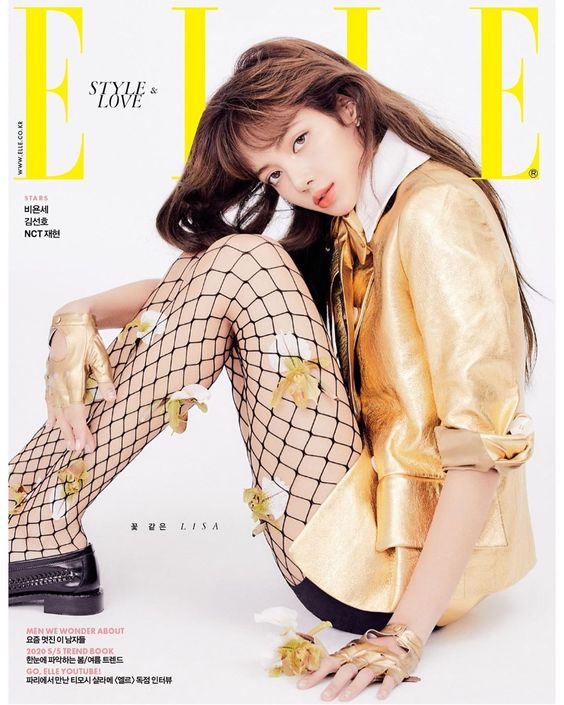 ELLE
®
STYLE &
LOVE
WWW.ELLE.CO.KR
STARS
비욘세
김선호
NCT 재현
꽃 같은 LISA
MEN WE WONDER ABOUT
요즘 멋진 이 남자들
2020 S/S TREND BOOK
한눈에 파악하는 봄/여름 트렌드
GO, ELLE YOUTUBE!
파리에서 만난 티모시 샬라메 <엘르> 독점 인터뷰